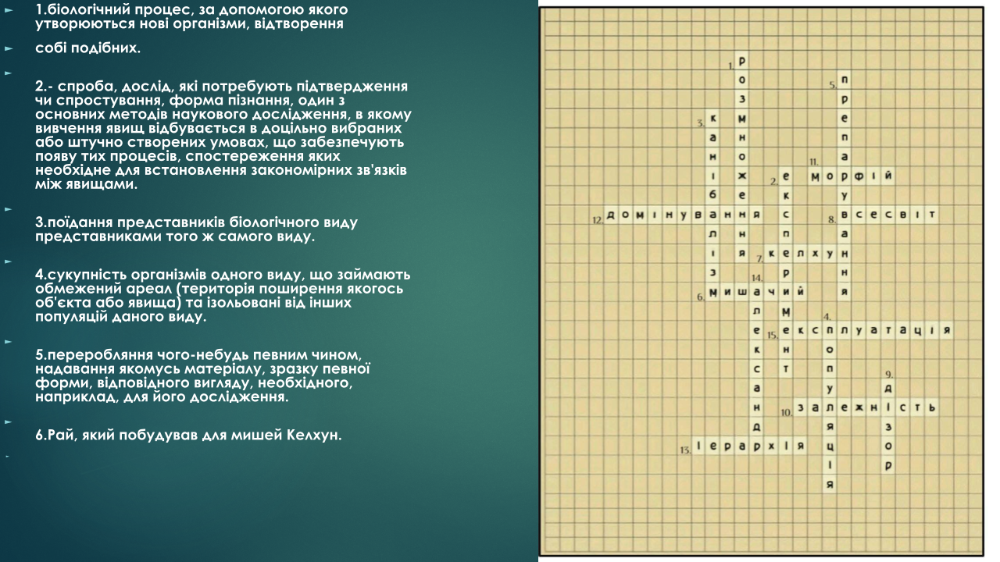 1.біологічний процес, за допомогою якого
утворюються нові організми, відтворення
собі подібних.
2.- спроба, дослід, які потребують підтвердження
чи спростування, форма пізнання, один з
основних методів наукового дослідження, в якому
вивчення явищ відбувається в доцільно вибраних
або штучно створених умовах, що забезпечують
появу тих процесів, спостереження яких
необхідне для встановлення закономірних зв'язків
між явищами.
3.поїдання представників біологічного виду
представниками того ж самого виду.
4.сукупність організмів одного виду, що займають
обмежений ареал (територія поширення якогось
об'єкта або явища) та ізольовані від інших
популяцій даного виду.
5.переробляння чого-небудь певним чином,
надавання якомусь матеріалу, зразку певної
форми, відповідного вигляду, необхідного,
наприклад, для його дослідження.
6.Рай, який побудував для мишей Келхун.
1. розмноження
5. препарування
3. канібалізм
11. морфій
2. експеримент
12. домінування
8. всесвіт
7. келхун
14. александр
6. мишачий
4. популяція
15. експлуатація
9. дізор
10. залежність
13. Ієрархія